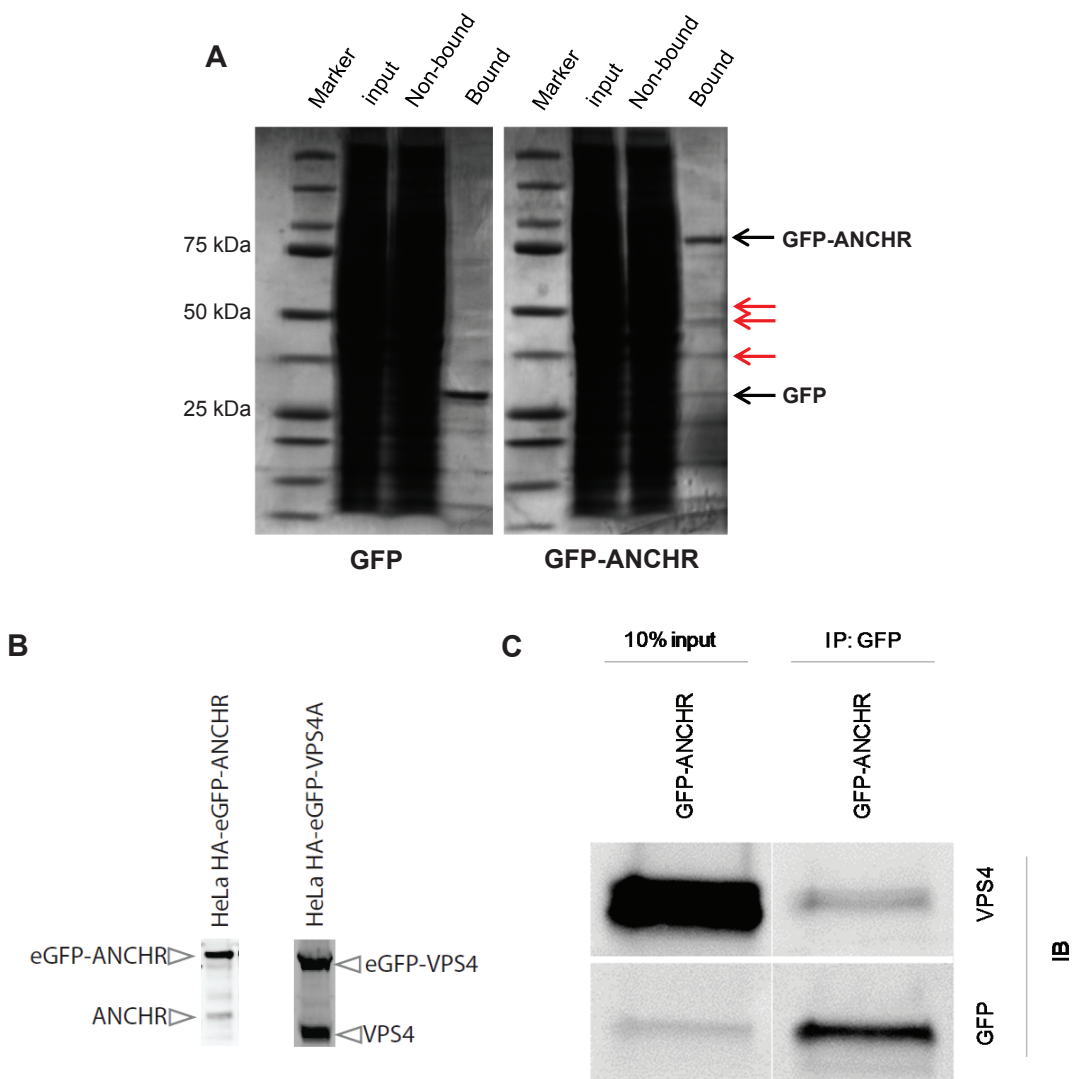 A
Marker
input
Non-bound
Bound
Marker
input
Non-bound
Bound
75 kDa
50 kDa
25 kDa
GFP-ANCHR
GFP
GFP
GFP-ANCHR
B
HeLa HA-eGFP-ANCHR
HeLa HA-eGFP-VPS4A
eGFP-ANCHR
ANCHR
eGFP-VPS4
VPS4
C
10% input
IP: GFP
GFP-ANCHR
GFP-ANCHR
VPS4
GFP
IB